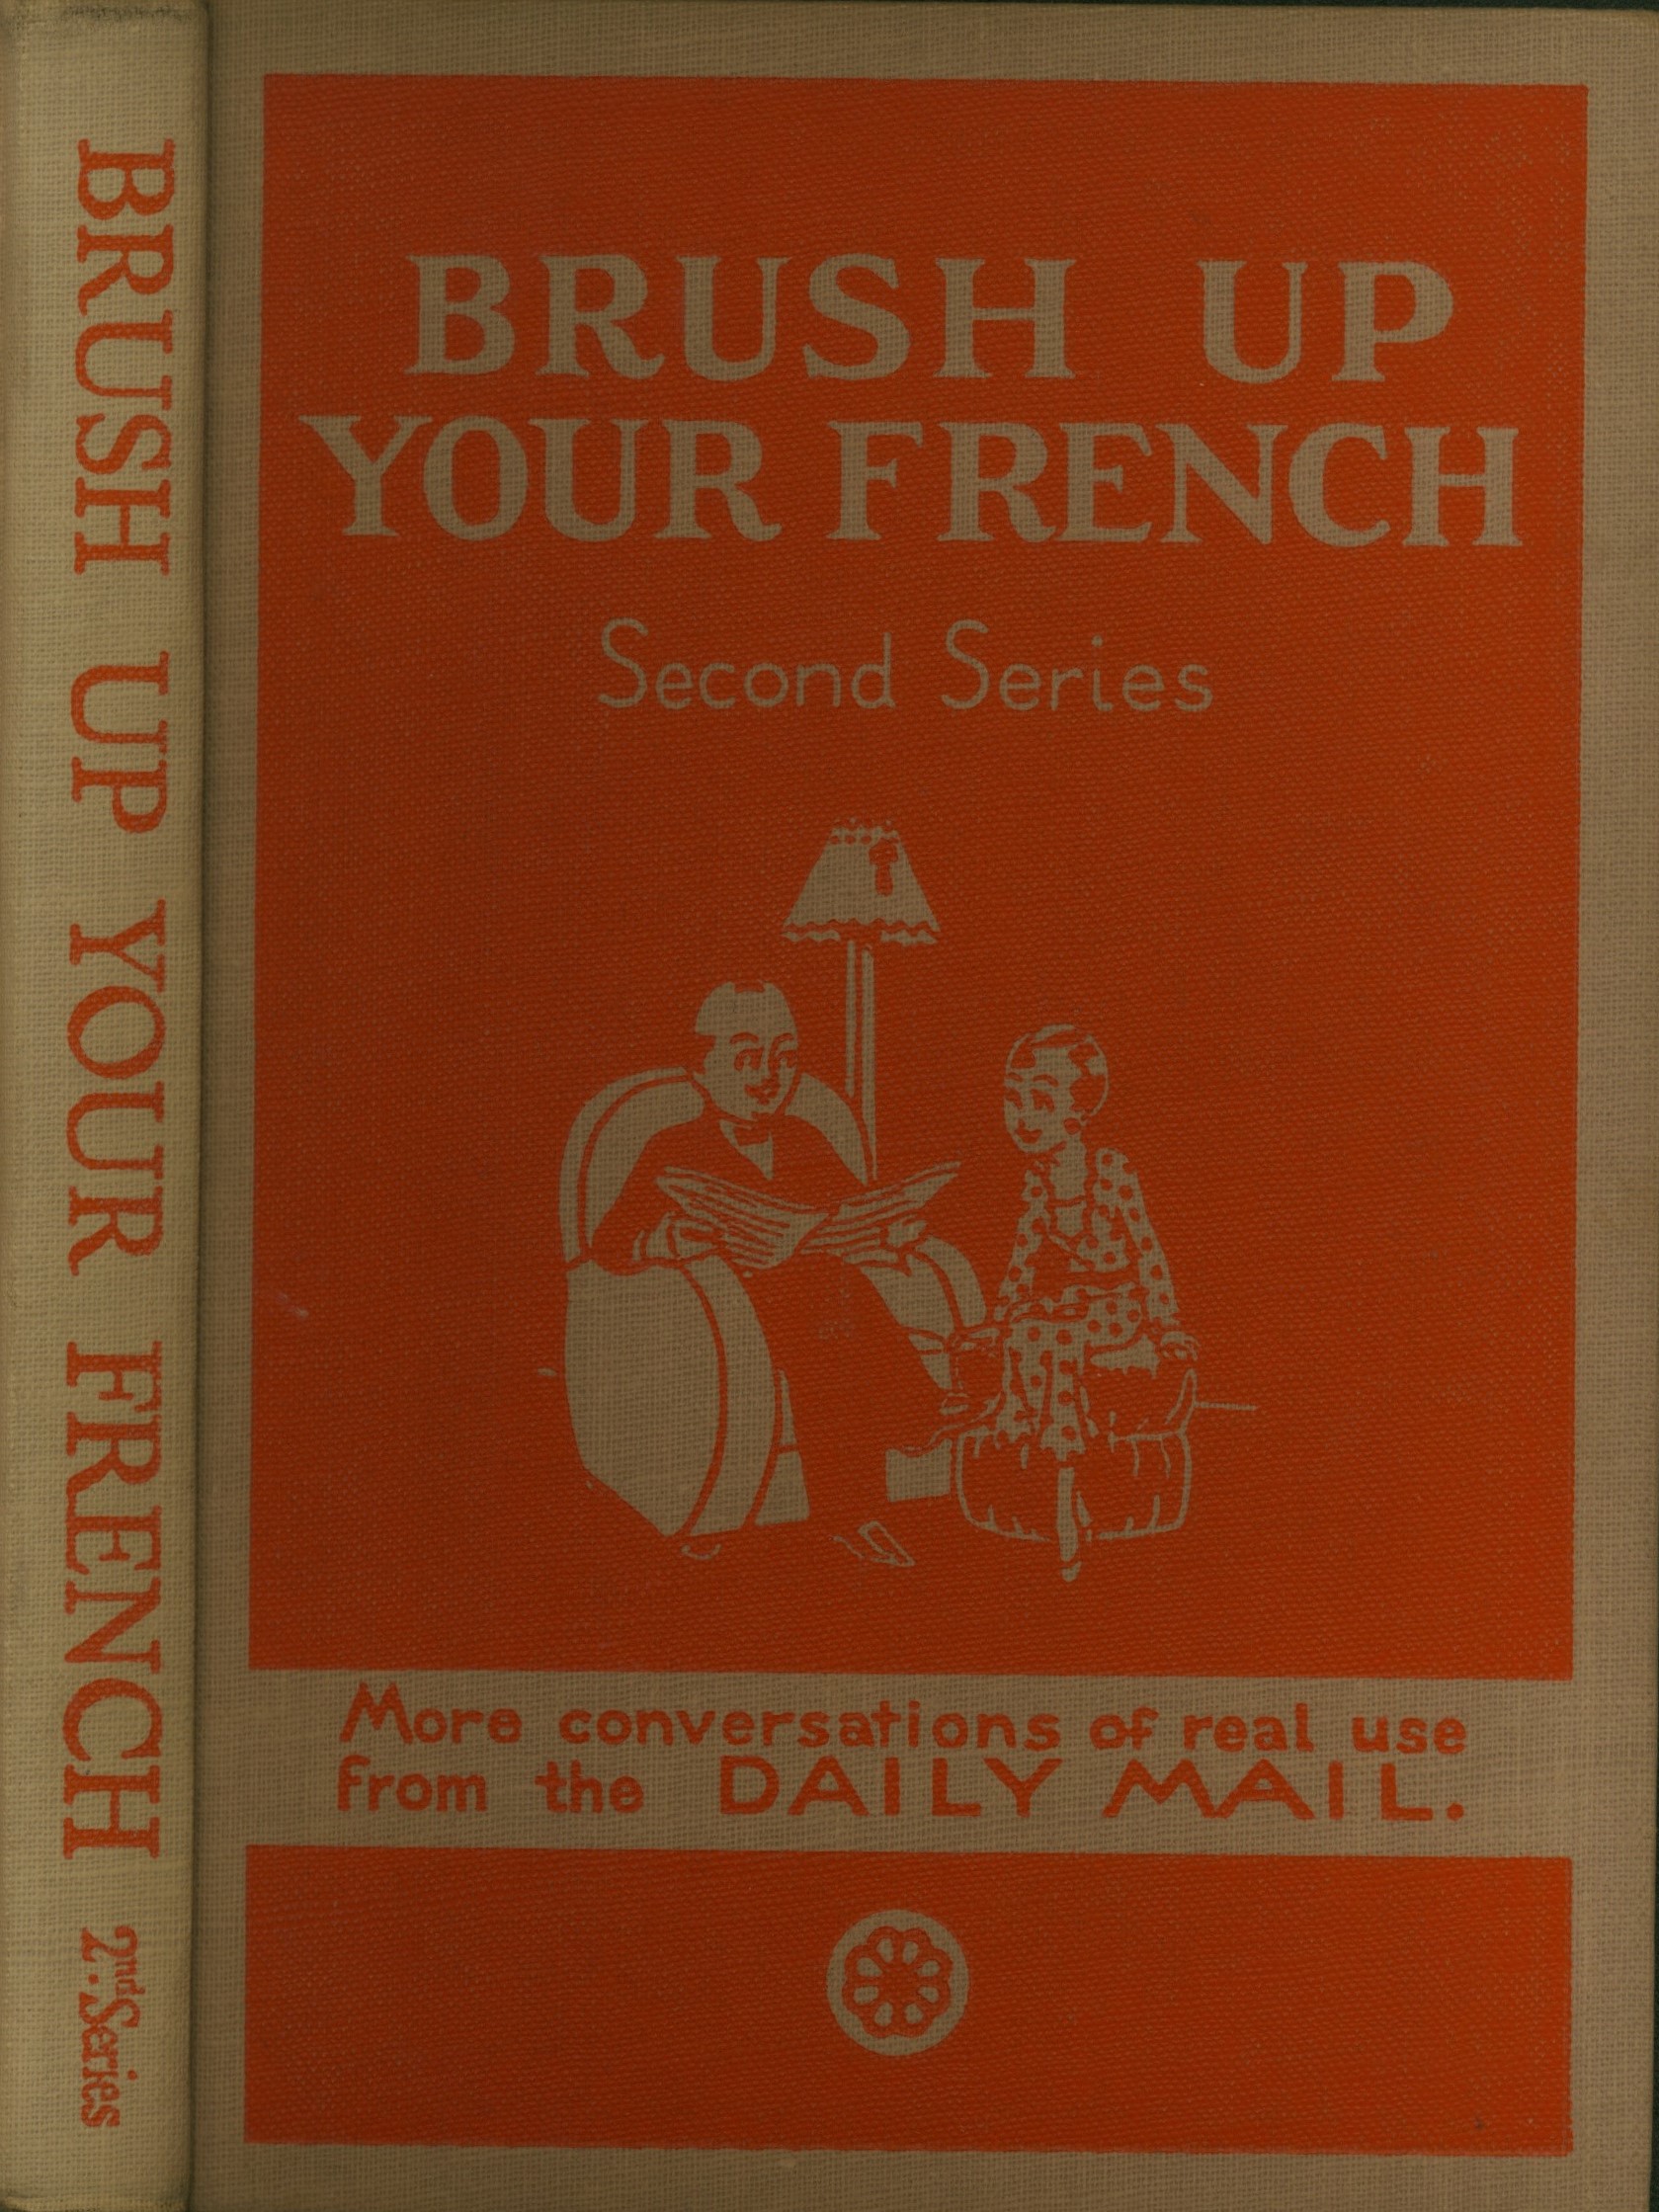 BRUSH UP YOUR FRENCH 2nd. Series
BRUSH UP
YOUR FRENCH
Second Series
More conversations of real use
from the DAILY MAIL.